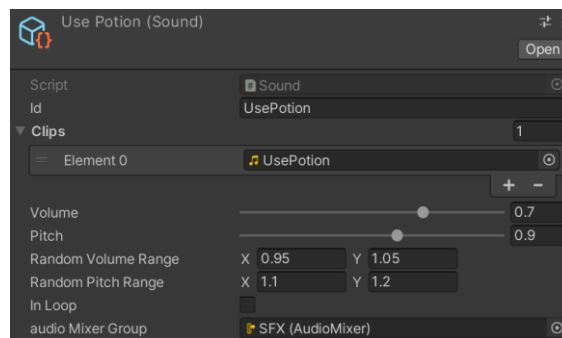 Use Potion (Sound)
Open
Script Sound
Id UsePotion
Clips 1
Element 0 UsePotion
+ -
Volume 0.7
Pitch 0.9
Random Volume Range X 0.95 Y 1.05
Random Pitch Range X 1.1 Y 1.2
In Loop
audio Mixer Group SFX (AudioMixer)